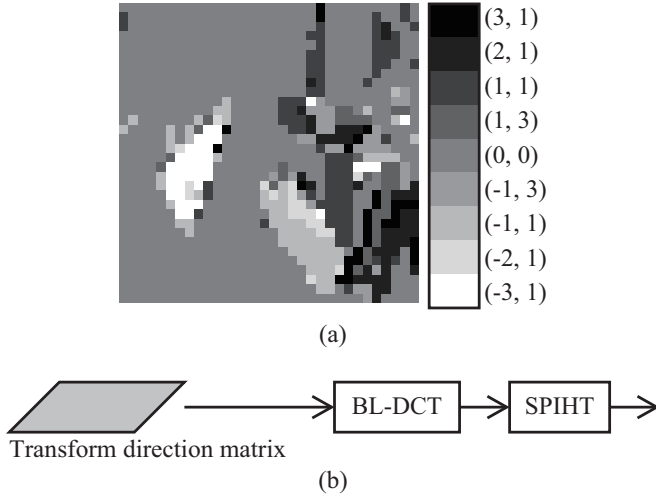 (3, 1)
(2, 1)
(1, 1)
(1, 3)
(0, 0)
(-1, 3)
(-1, 1)
(-2, 1)
(-3, 1)
(a)
BL-DCT
SPIHT
Transform direction matrix
(b)